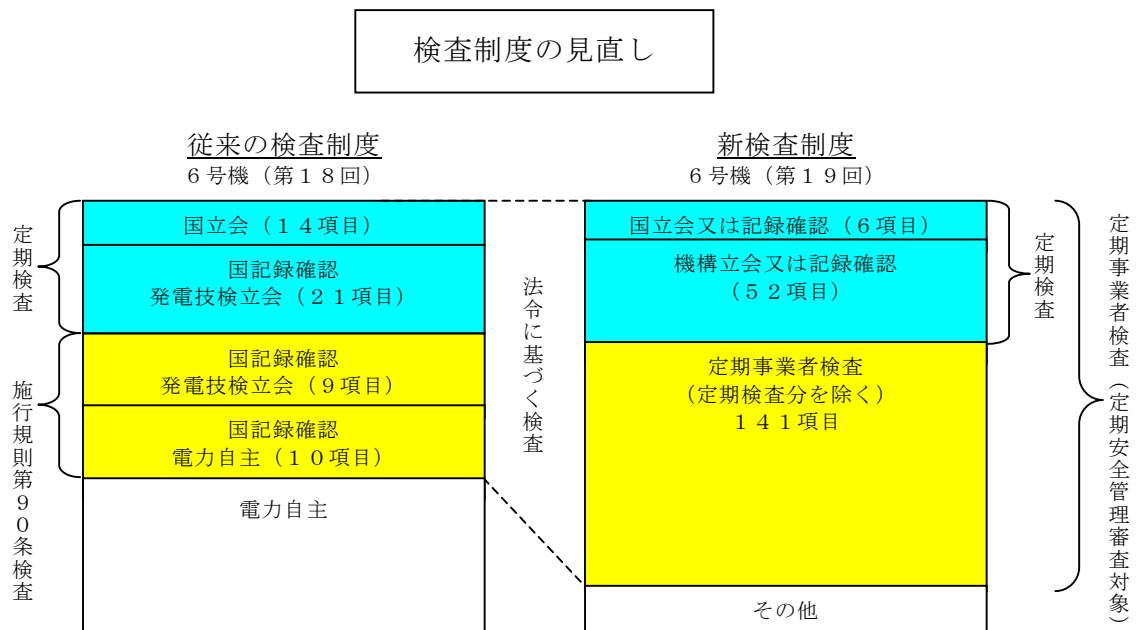 検査制度の見直し
従来の検査制度
6号機(第18回)
新検査制度
6号機(第19回)
定期検査
施行規則第90条検査
国立会(14項目)
国記録確認
発電技検立会(21項目)
国記録確認
発電技検立会(9項目)
国記録確認
電力自主(10項目)
電力自主
法令に基づく検査
国立会又は記録確認(6項目)
機構立会又は記録確認
(52項目)
定期事業者検査
(定期検査分を除く)
141項目
その他
定期検査
定期事業者検査(定期安全管理審査対象)